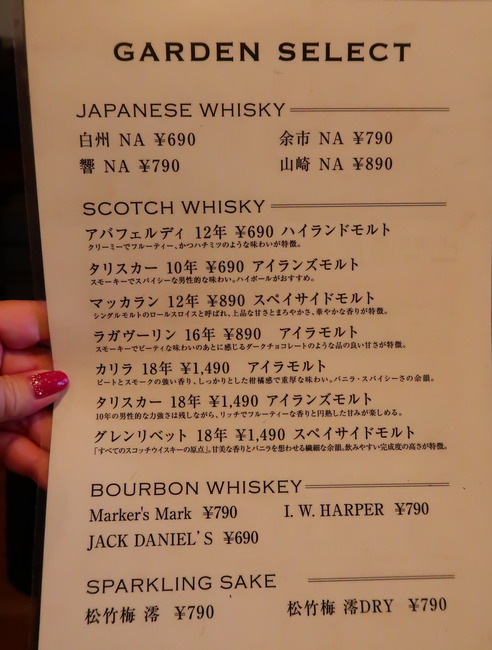 GARDEN SELECT
JAPANESE WHISKY
白州 NA ¥690 余市 NA ¥790
響 NA ¥790 山崎 NA ¥890
SCOTCH WHISKY
アバフェルディ 12年 ¥690 ハイランドモルト
クリーミーでフルーティー、かつハチミツのような味わいが特徴。
タリスカー 10年 ¥690 アイランズモルト
スモーキーでスパイシーな男性的な味わい。ハイボールがおすすめ。
マッカラン 12年 ¥890 スペイサイドモルト
シングルモルトのロールスロイスと呼ばれ、上品な甘さとまろやかさ、華やかな香りが特徴。
ラガヴーリン 16年 ¥890 アイラモルト
スモーキーでピーティな味わいのあとに感じるダークチョコレートのような品の良い甘さが特徴。
カリラ 18年 ¥1,490 アイラモルト
ピートとスモークの強い香り、しっかりとした柑橘感で重厚な味わい。バニラ・スパイシーさの余韻。
タリスカー 18年 ¥1,490 アイランズモルト
10年の男性的な力強さは残しながら、リッチでフルーティーな香りと円熟した甘みが楽しめる。
グレンリベット 18年 ¥1,490 スペイサイドモルト
「すべてのスコッチウイスキーの原点」。甘美な香りとバニラを想わせる繊細な余韻。飲みやすい完成度の高さが特徴。
BOURBON WHISKEY
Marker's Mark ¥790 I. W. HARPER ¥790
JACK DANIEL'S ¥690
SPARKLING SAKE
松竹梅 澪 ¥790 松竹梅 澪DRY ¥790